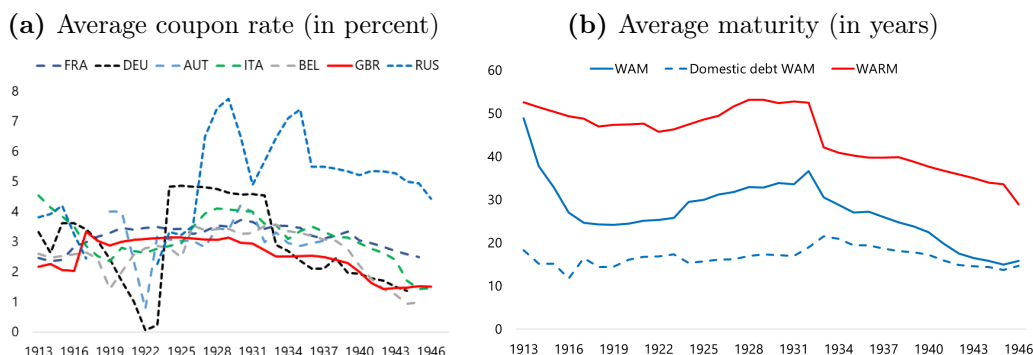 (a) Average coupon rate (in percent)
FRA DEU AUT ITA BEL GBR RUS
8
7
6
5
4
3
2
1
0
1913 1916 1919 1922 1925 1928 1931 1934 1937 1940 1943 1946
(b) Average maturity (in years)
WAM Domestic debt WAM WARM
60
50
40
30
20
10
0
1913 1916 1919 1922 1925 1928 1931 1934 1937 1940 1943 1946